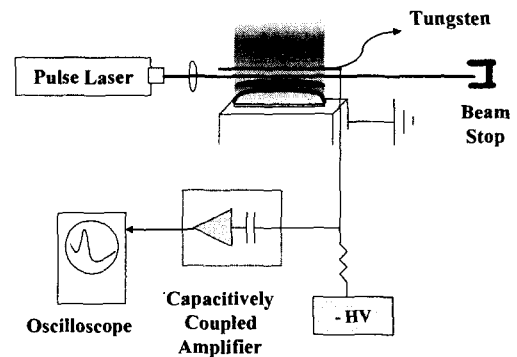 Tungsten
Pulse Laser
Beam
Stop
- HV
Oscilloscope
Capacitively
Coupled
Amplifier